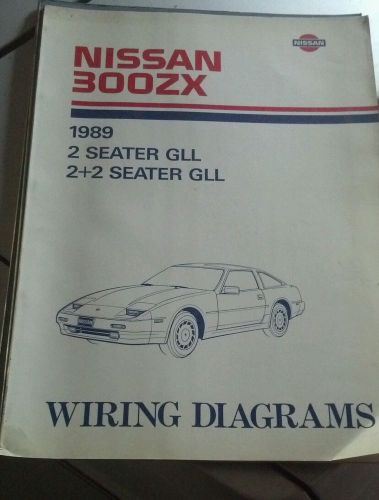 NISSAN
NISSAN
300ZX
1989
2 SEATER GLL
2+2 SEATER GLL
WIRING DIAGRAMS